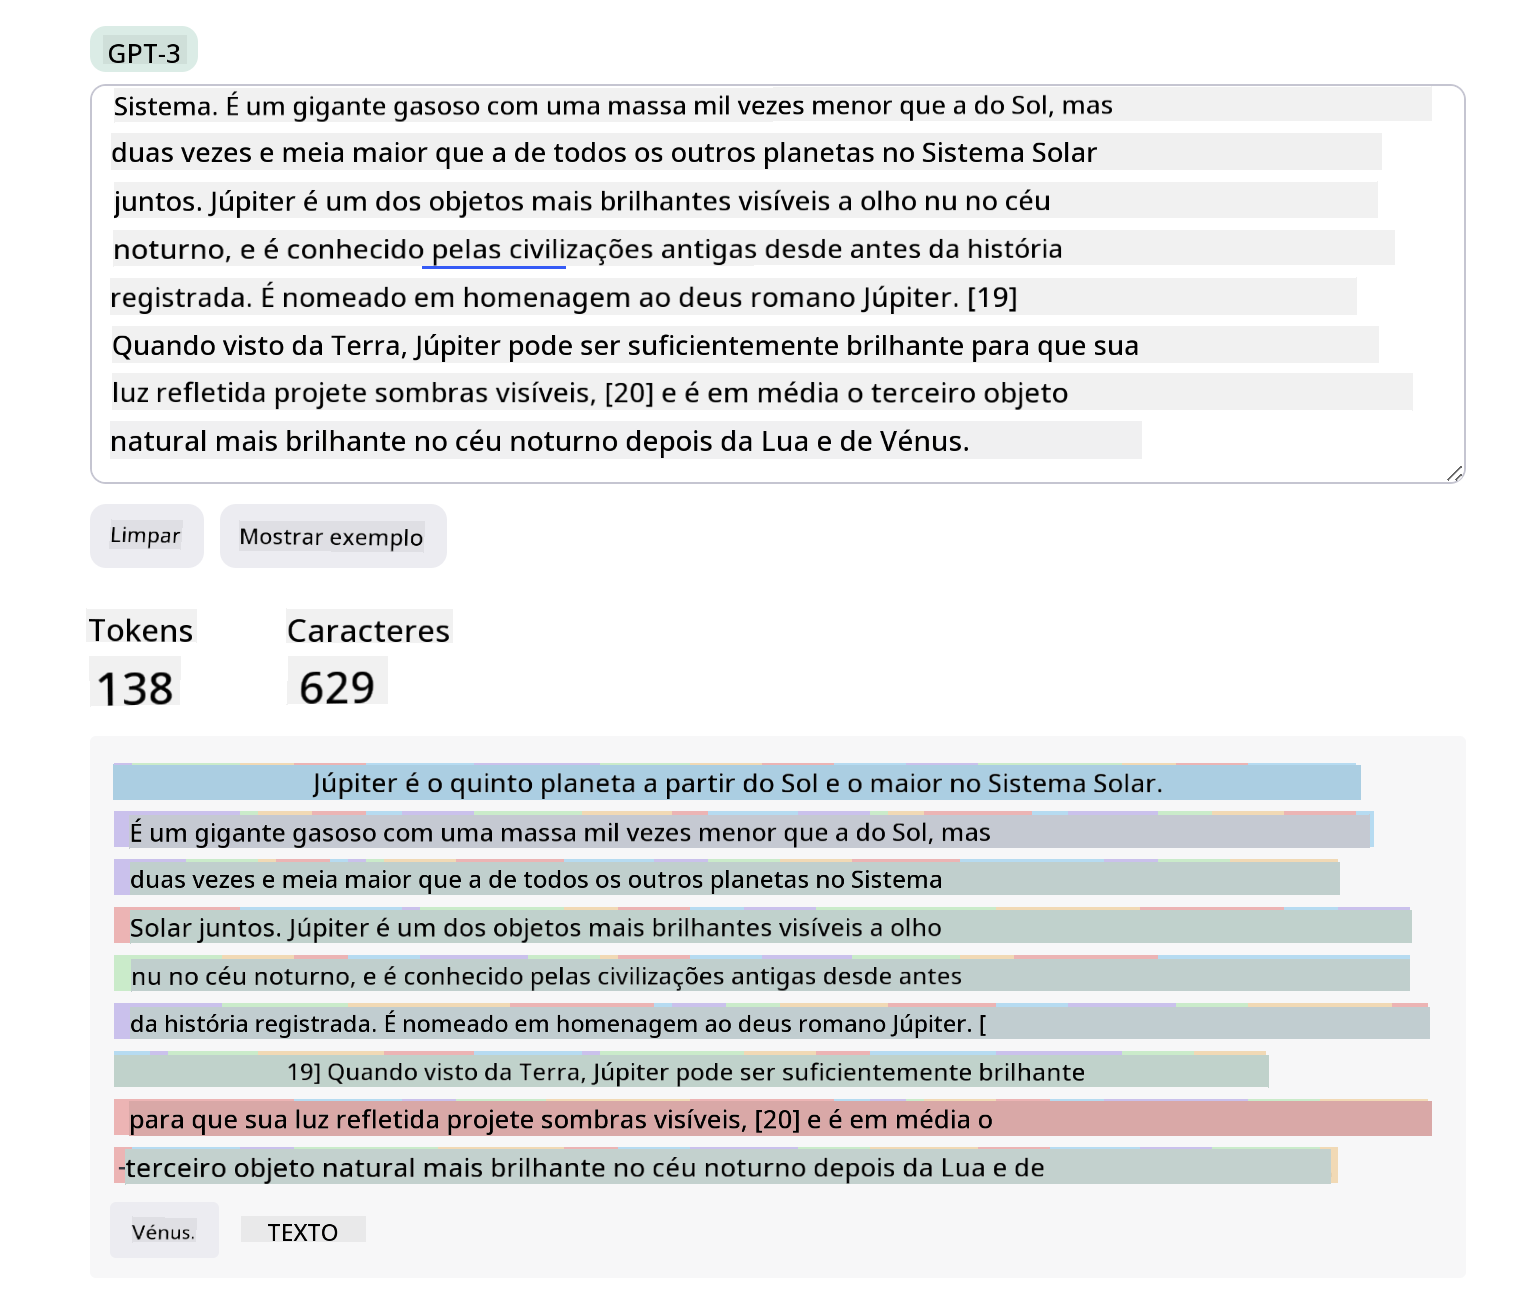 GPT-3
Sistema. É um gigante gasoso com uma massa mil vezes menor que a do Sol, mas
duas vezes e meia maior que a de todos os outros planetas no Sistema Solar
juntos. Júpiter é um dos objetos mais brilhantes visíveis a olho nu no céu
noturno, e é conhecido pelas civilizações antigas desde antes da história
registrada. É nomeado em homenagem ao deus romano Júpiter. [19]
Quando visto da Terra, Júpiter pode ser suficientemente brilhante para que sua
luz refletida projete sombras visíveis, [20] e é em média o terceiro objeto
natural mais brilhante no céu noturno depois da Lua e de Vénus.
Limpar
Mostrar exemplo
Tokens
Caracteres
138
629
Júpiter é o quinto planeta a partir do Sol e o maior no Sistema Solar.
É um gigante gasoso com uma massa mil vezes menor que a do Sol, mas
duas vezes e meia maior que a de todos os outros planetas no Sistema
Solar juntos. Júpiter é um dos objetos mais brilhantes visíveis a olho
nu no céu noturno, e é conhecido pelas civilizações antigas desde antes
da história registrada. É nomeado em homenagem ao deus romano Júpiter. [
19] Quando visto da Terra, Júpiter pode ser suficientemente brilhante
para que sua luz refletida projete sombras visíveis, [20] e é em média o
-terceiro objeto natural mais brilhante no céu noturno depois da Lua e de
Vénus.
TEXTO